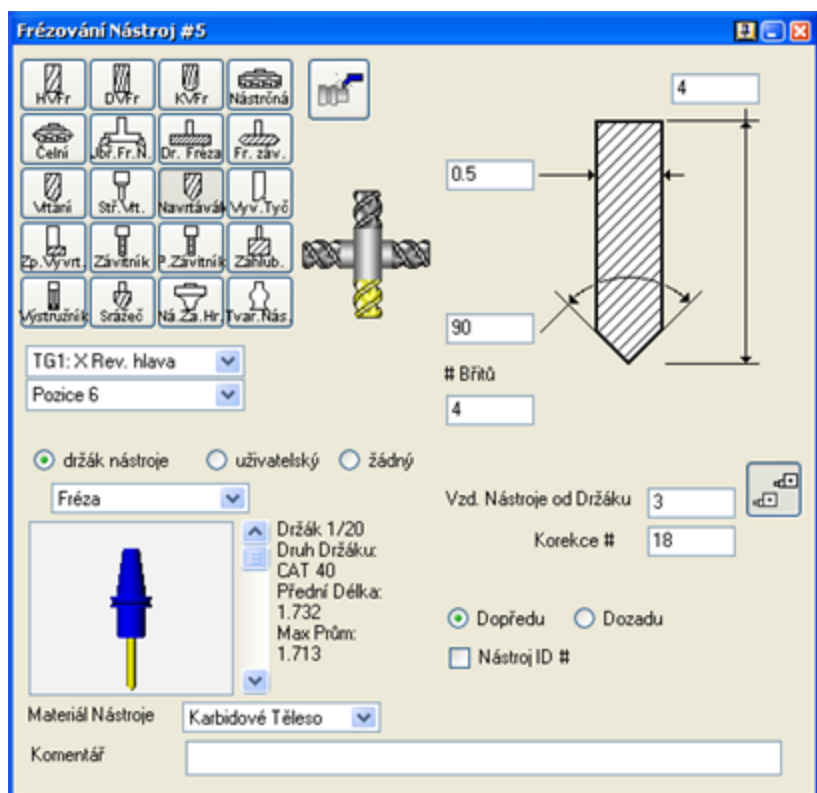 Frézování Nástroj #5
HVFr DVFr KVFr Nástrčná
Čelní Jbř.Fr.N. Dr. Fréza Fr. záv.
Vrtání Stř.Vrt. Navrtávák Vyv.Tyč
Zp.Vyvrt. Závitník P.Závitník Záhlub.
Výstružník Srážeč Ná.Za.Hr. Tvar.Nás.
4
0.5
90
# Břitů
4
TG1: X Rev. hlava
Pozice 6
držák nástroje uživatelský žádný
Fréza
Držák 1/20
Druh Držáku:
CAT 40
Přední Délka:
1.732
Max Prům:
1.713
Vzd. Nástroje od Držáku 3
Korekce # 18
Dopředu Dozadu
Nástroj ID #
Materiál Nástroje Karbidové Těleso
Komentář